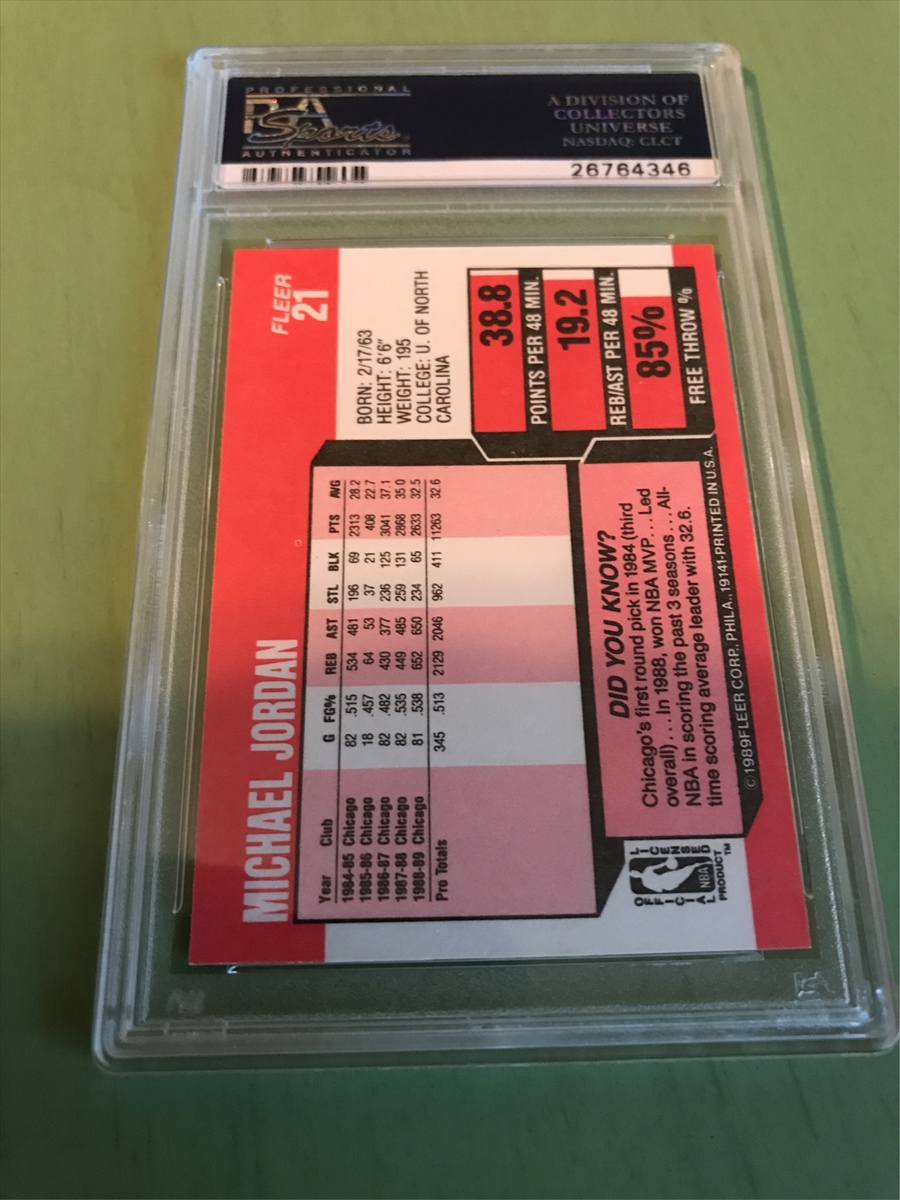 PROFESSIONAL
PSA
Sports
AUTHENTICATOR
A DIVISION OF
COLLECTORS
UNIVERSE
NASDAQ: CLCT
26764346
MICHAEL JORDAN
FLEER
21
BORN: 2/17/63
HEIGHT: 6'6"
WEIGHT: 195
COLLEGE: U. OF NORTH
CAROLINA
Year Club G FG% REB AST STL BLK PTS AVG
1984-85 Chicago 82 .515 534 481 196 69 2313 28.2
1985-86 Chicago 18 .457 64 53 37 21 408 22.7
1986-87 Chicago 82 .482 430 377 236 125 3041 37.1
1987-88 Chicago 82 .535 449 485 259 131 2868 35.0
1988-89 Chicago 81 .538 652 650 234 65 2633 32.5
Pro Totals 345 .513 2129 2046 962 411 11263 32.6
38.8
POINTS PER 48 MIN.
19.2
REB/AST PER 48 MIN.
85%
FREE THROW %
DID YOU KNOW?
Chicago's first round pick in 1984 (third
overall) . . . In 1988, won NBA MVP . . . Led
NBA in scoring the past 3 seasons . . . All-
time scoring average leader with 32.6.
OFFICIAL LICENSED
NBA
PRODUCT™
©1989 FLEER CORP., PHILA., 19141-PRINTED IN U.S.A.